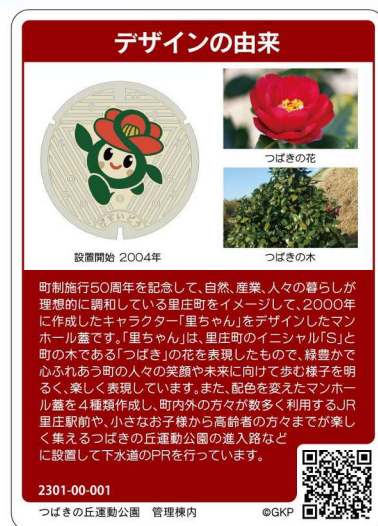 デザインの由来
つばきの花
設置開始 2004年
つばきの木
町制施行50周年を記念して、自然、産業、人々の暮らしが
理想的に調和している里庄町をイメージして、2000年
に作成したキャラクター「里ちゃん」をデザインしたマン
ホール蓋です。「里ちゃん」は、里庄町のイニシャル「S」と
町の木である「つばき」の花を表現したもので、緑豊かで
心ふれあう町の人々の笑顔や未来に向けて歩む様子を明
るく、楽しく表現しています。また、配色を変えたマンホー
ル蓋を4種類作成し、町内外の方々が数多く利用するJR
里庄駅前や、小さなお子様から高齢者の方々までが楽し
く集えるつばきの丘運動公園の進入路など
に設置して下水道のPRを行っています。
2301-00-001
つばきの丘運動公園 管理棟内
©GKP